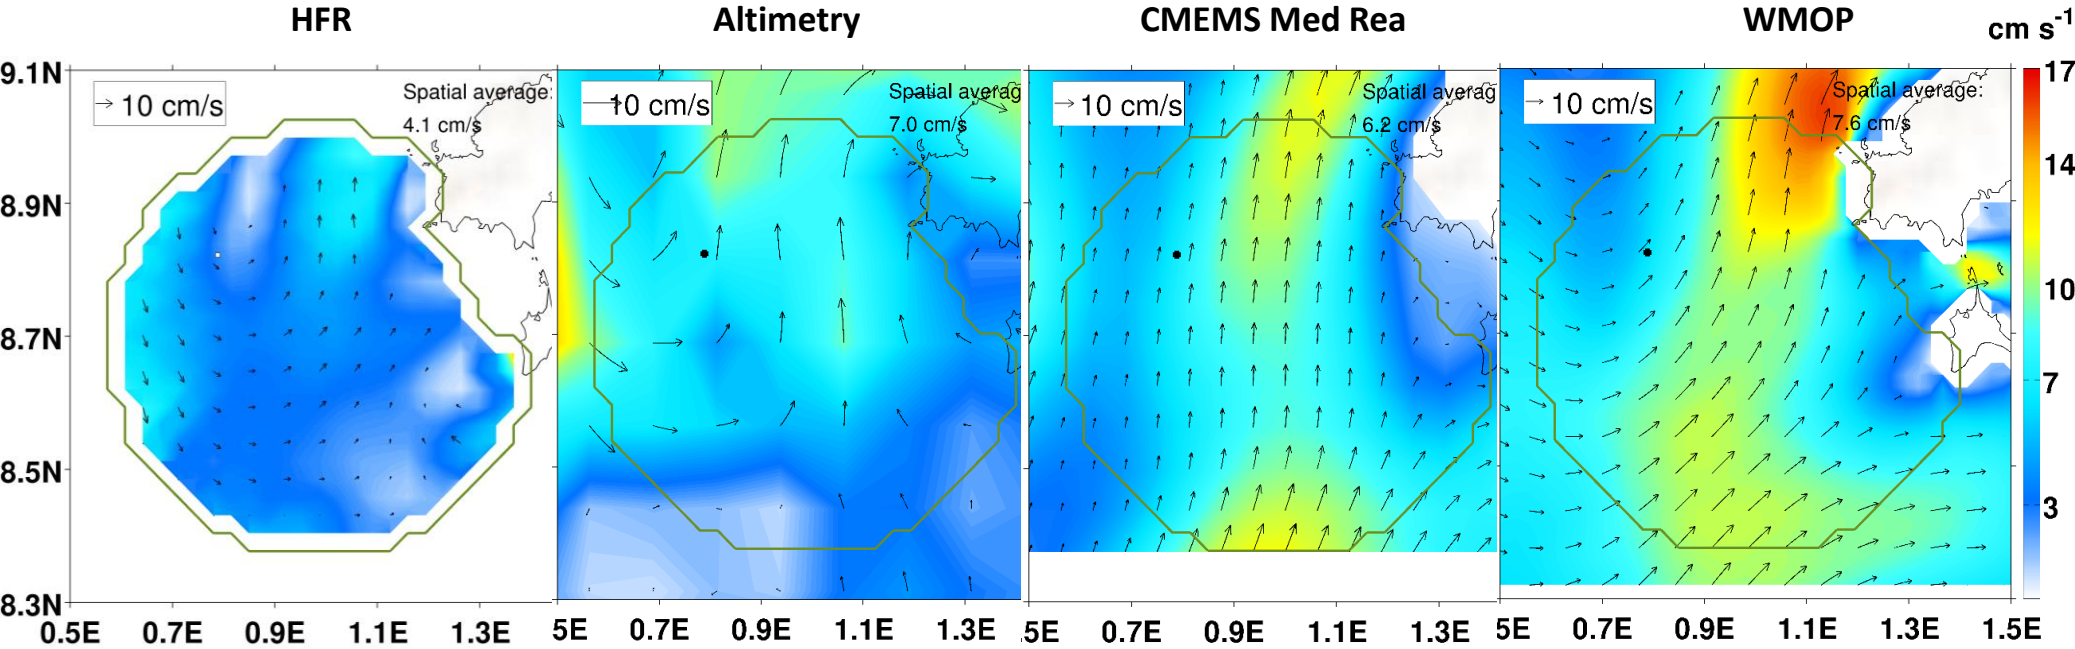 HFR
Altimetry
CMEMS Med Rea
WMOP
cm s-1
9.1N
8.9N
8.7N
8.5N
8.3N
10 cm/s
Spatial average:
4.1 cm/s
0.5E 0.7E 0.9E 1.1E 1.3E
10 cm/s
Spatial averag
7.0 cm/s
5E 0.7E 0.9E 1.1E 1.3E
10 cm/s
Spatial averag
6.2 cm/s
.5E 0.7E 0.9E 1.1E 1.3E
10 cm/s
Spatial average:
7.6 cm/s
5E 0.7E 0.9E 1.1E 1.3E 1.5E
17
14
10
7
3